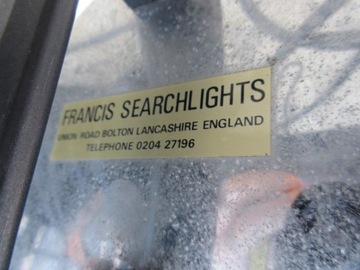 FRANCIS SEARCHLIGHTS
UNION ROAD BOLTON LANCASHIRE ENGLAND
TELEPHONE 0204 27196